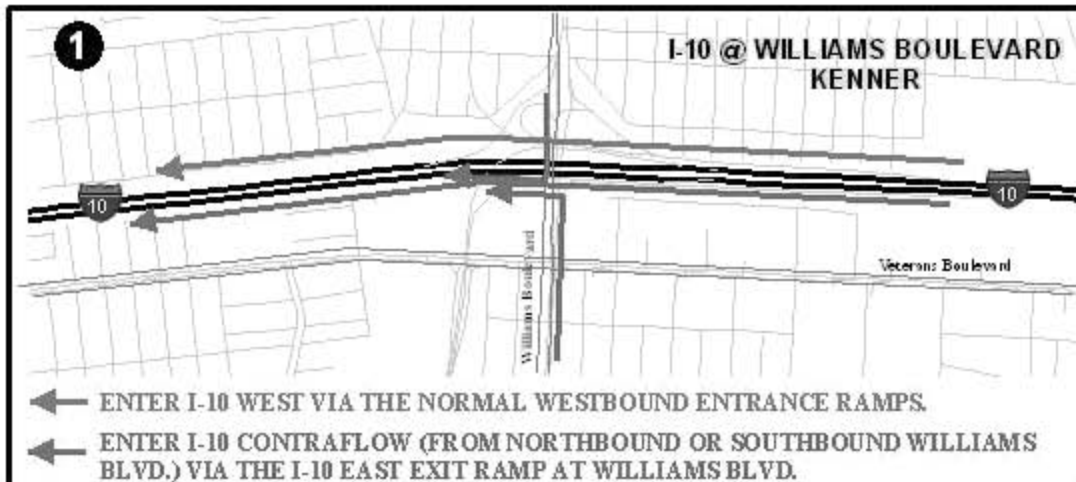 1
I-10 @ WILLIAMS BOULEVARD
KENNER
10
10
Veterans Boulevard
Williams Boulevard
ENTER I-10 WEST VIA THE NORMAL WESTBOUND ENTRANCE RAMPS.
ENTER I-10 CONTRAFLOW (FROM NORTHBOUND OR SOUTHBOUND WILLIAMS
BLVD.) VIA THE I-10 EAST EXIT RAMP AT WILLIAMS BLVD.